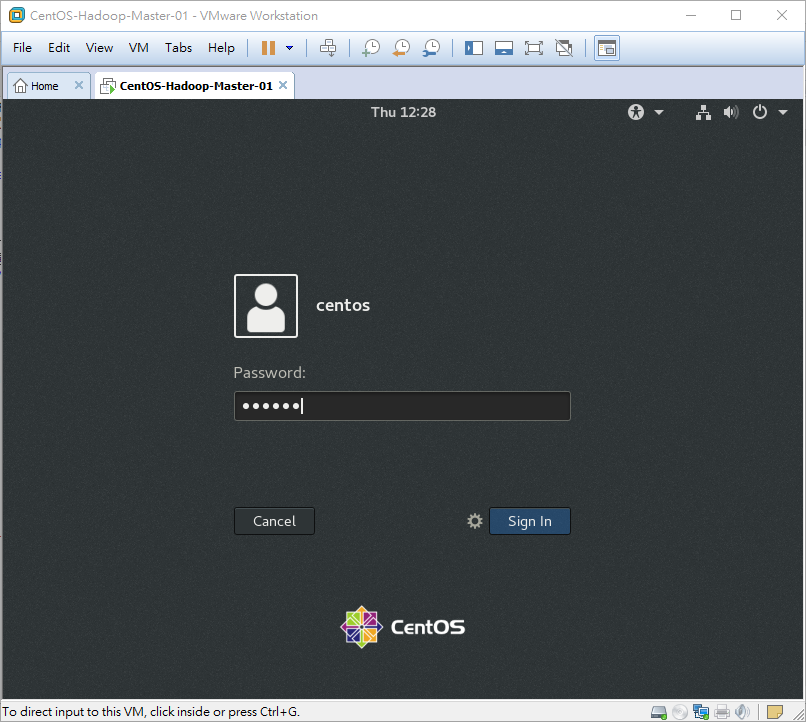 CentOS-Hadoop-Master-01 - VMware Workstation
File Edit View VM Tabs Help
Home CentOS-Hadoop-Master-01
Thu 12:28
centos
Password:
Cancel Sign In
CentOS
To direct input to this VM, click inside or press Ctrl+G.